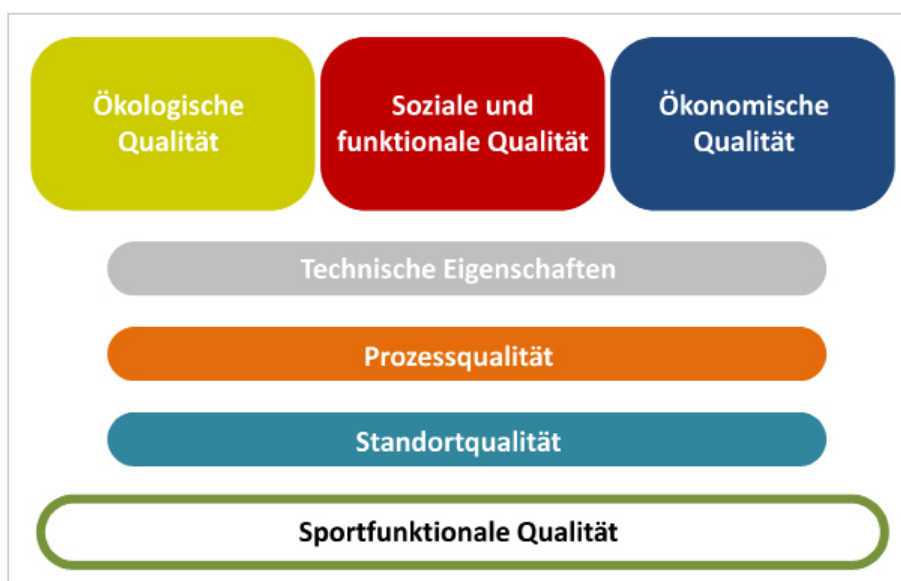 Ökologische
Qualität
Soziale und
funktionale Qualität
Ökonomische
Qualität
Technische Eigenschaften
Prozessqualität
Standortqualität
Sportfunktionale Qualität